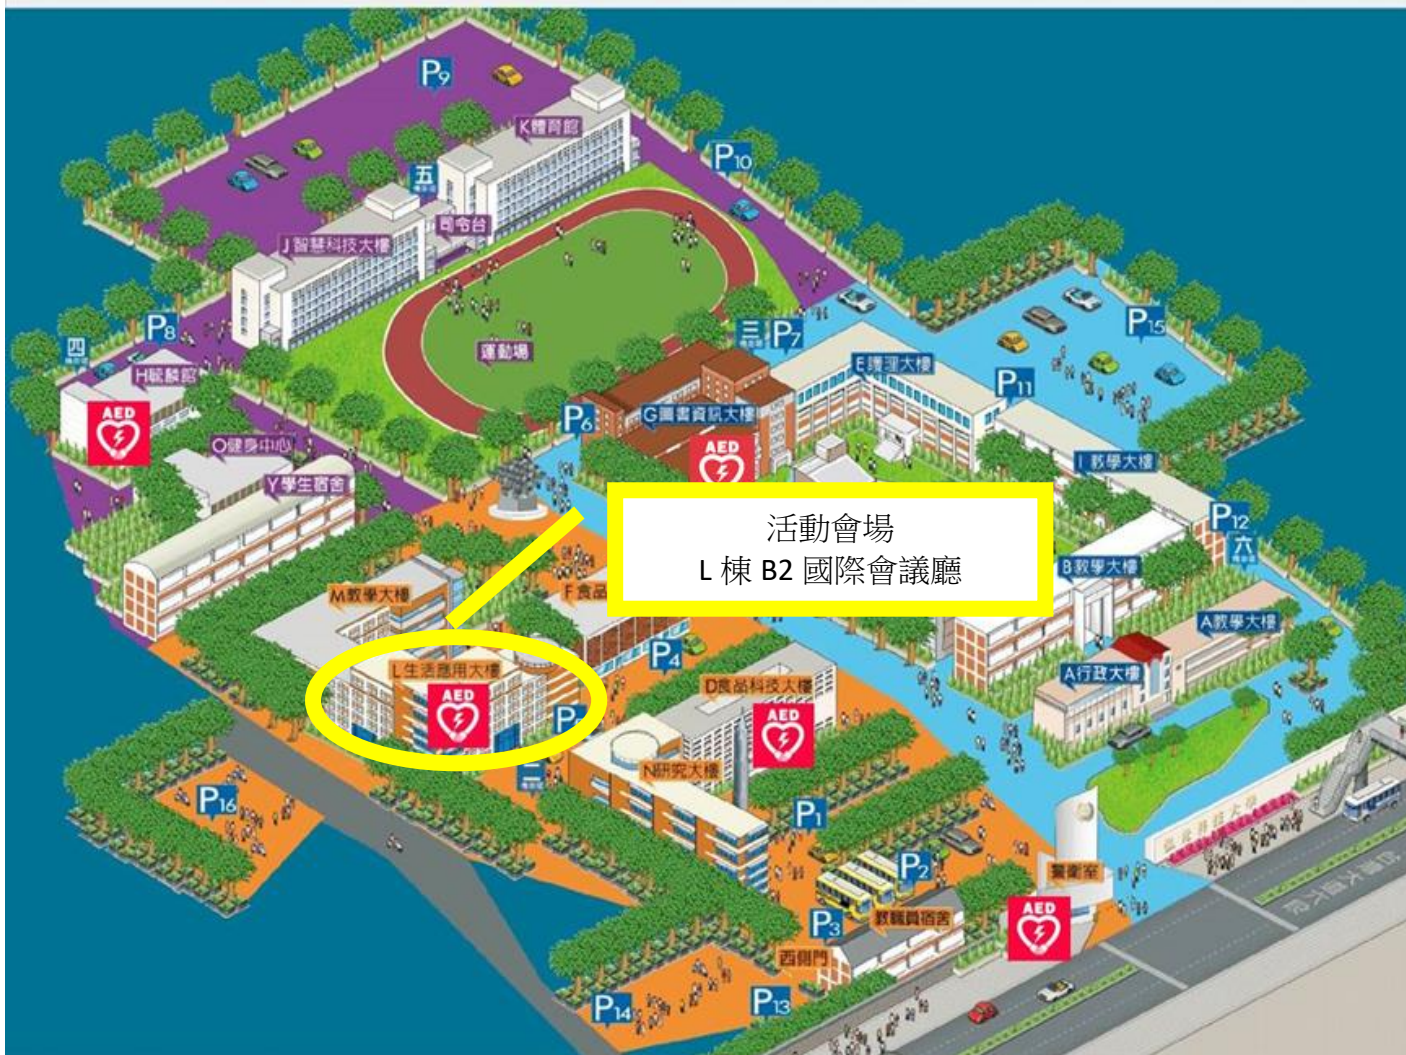 P9
K體育館
P10
五
司令台
J智慧科技大樓
P15
P8
三
P7
四
運動場
E護理大樓
H毓麟館
P11
P6
G圖書資訊大樓
AED
AED
O健身中心
I教學大樓
Y學生宿舍
P12
六
活動會場
L 棟 B2 國際會議廳
B教學大樓
M教學大樓
F食品
A教學大樓
P4
L生活應用大樓
A行政大樓
D食品科技大樓
AED
AED
N研究大樓
二
P16
P1
P2
警衛室
教職員宿舍
P3
AED
西側門
P14
P13